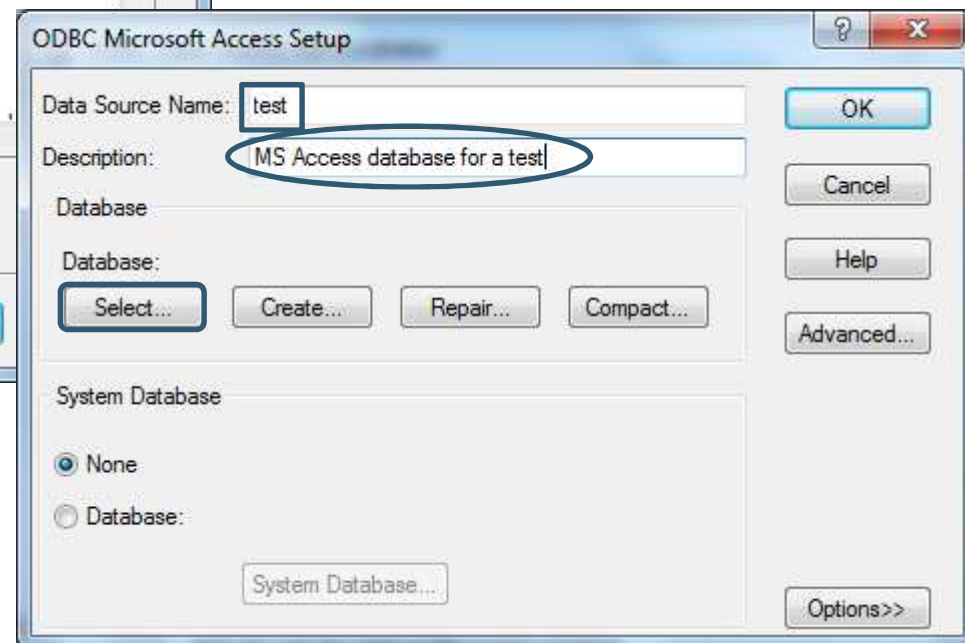 ODBC Microsoft Access Setup
Data Source Name: test
OK
Description: MS Access database for a test
Cancel
Database
Database:
Help
Select... Create... Repair... Compact...
Advanced...
System Database
None
Database:
System Database...
Options>>